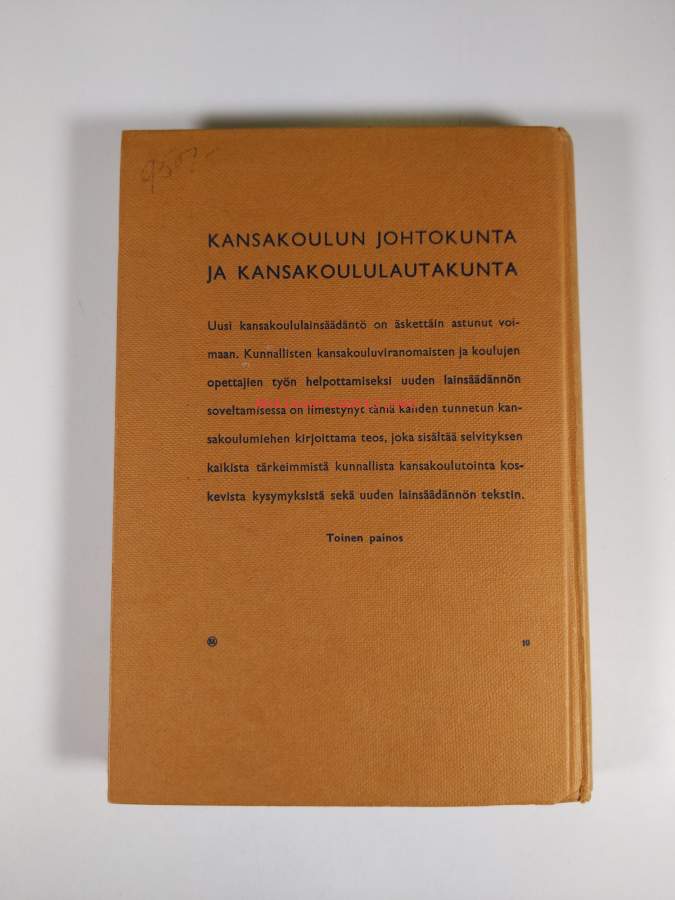 KANSAKOULUN JOHTOKUNTA
JA KANSAKOULULAUTAKUNTA
Uusi kansakoululainsäädäntö on äskettäin astunut voi-
maan. Kunnallisten kansakouluviranomaisten ja koulujen
opettajien työn helpottamiseksi uuden lainsäädännön
soveltamisessa on ilmestynyt tämä kahden tunnetun kan-
sakoulumiehen kirjoittama teos, joka sisältää selvityksen
kaikista tärkeimmistä kunnallista kansakoulutointa kos-
kevista kysymyksistä sekä uuden lainsäädännön tekstin.
Toinen painos
10